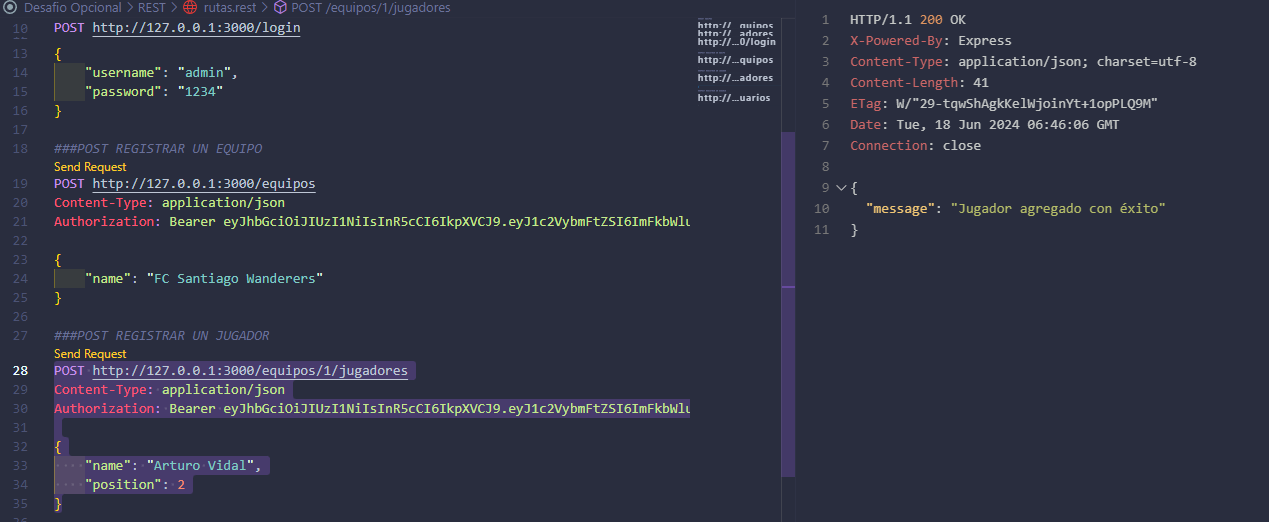 Desafio Opcional > REST > rutas.rest > POST /equipos/1/jugadores
10 POST http://127.0.0.1:3000/login
13 {
14 "username": "admin",
15 "password": "1234"
16 }
17
18 ###POST REGISTRAR UN EQUIPO
Send Request
19 POST http://127.0.0.1:3000/equipos
20 Content-Type: application/json
21 Authorization: Bearer eyJhbGciOiJIUzI1NiIsInR5cCI6IkpXVCJ9.eyJ1c2VybmFtZSI6ImFkbWlu
22
23 {
24 "name": "FC Santiago Wanderers"
25 }
26
27 ###POST REGISTRAR UN JUGADOR
Send Request
28 POST http://127.0.0.1:3000/equipos/1/jugadores
29 Content-Type: application/json
30 Authorization: Bearer eyJhbGciOiJIUzI1NiIsInR5cCI6IkpXVCJ9.eyJ1c2VybmFtZSI6ImFkbWlu
31
32 {
33 "name": "Arturo Vidal",
34 "position": 2
35 }
http://...quipos
http://...adores
http://...0/login
http://...quipos
http://...adores
http://...uarios
1 HTTP/1.1 200 OK
2 X-Powered-By: Express
3 Content-Type: application/json; charset=utf-8
4 Content-Length: 41
5 ETag: W/"29-tqwShAgkKelWjoinYt+1opPLQ9M"
6 Date: Tue, 18 Jun 2024 06:46:06 GMT
7 Connection: close
8
9 {
10 "message": "Jugador agregado con éxito"
11 }